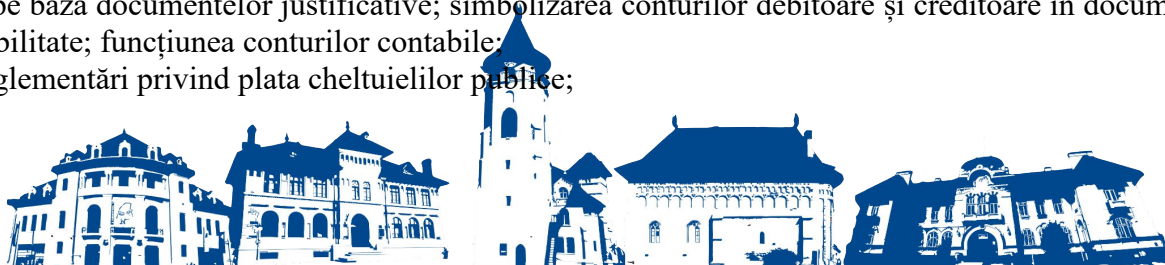 pe baza documentelor justificative; simbolizarea conturilor debitoare și creditoare în docum
bilitate; funcțiunea conturilor contabile;
glementări privind plata cheltuielilor publice;